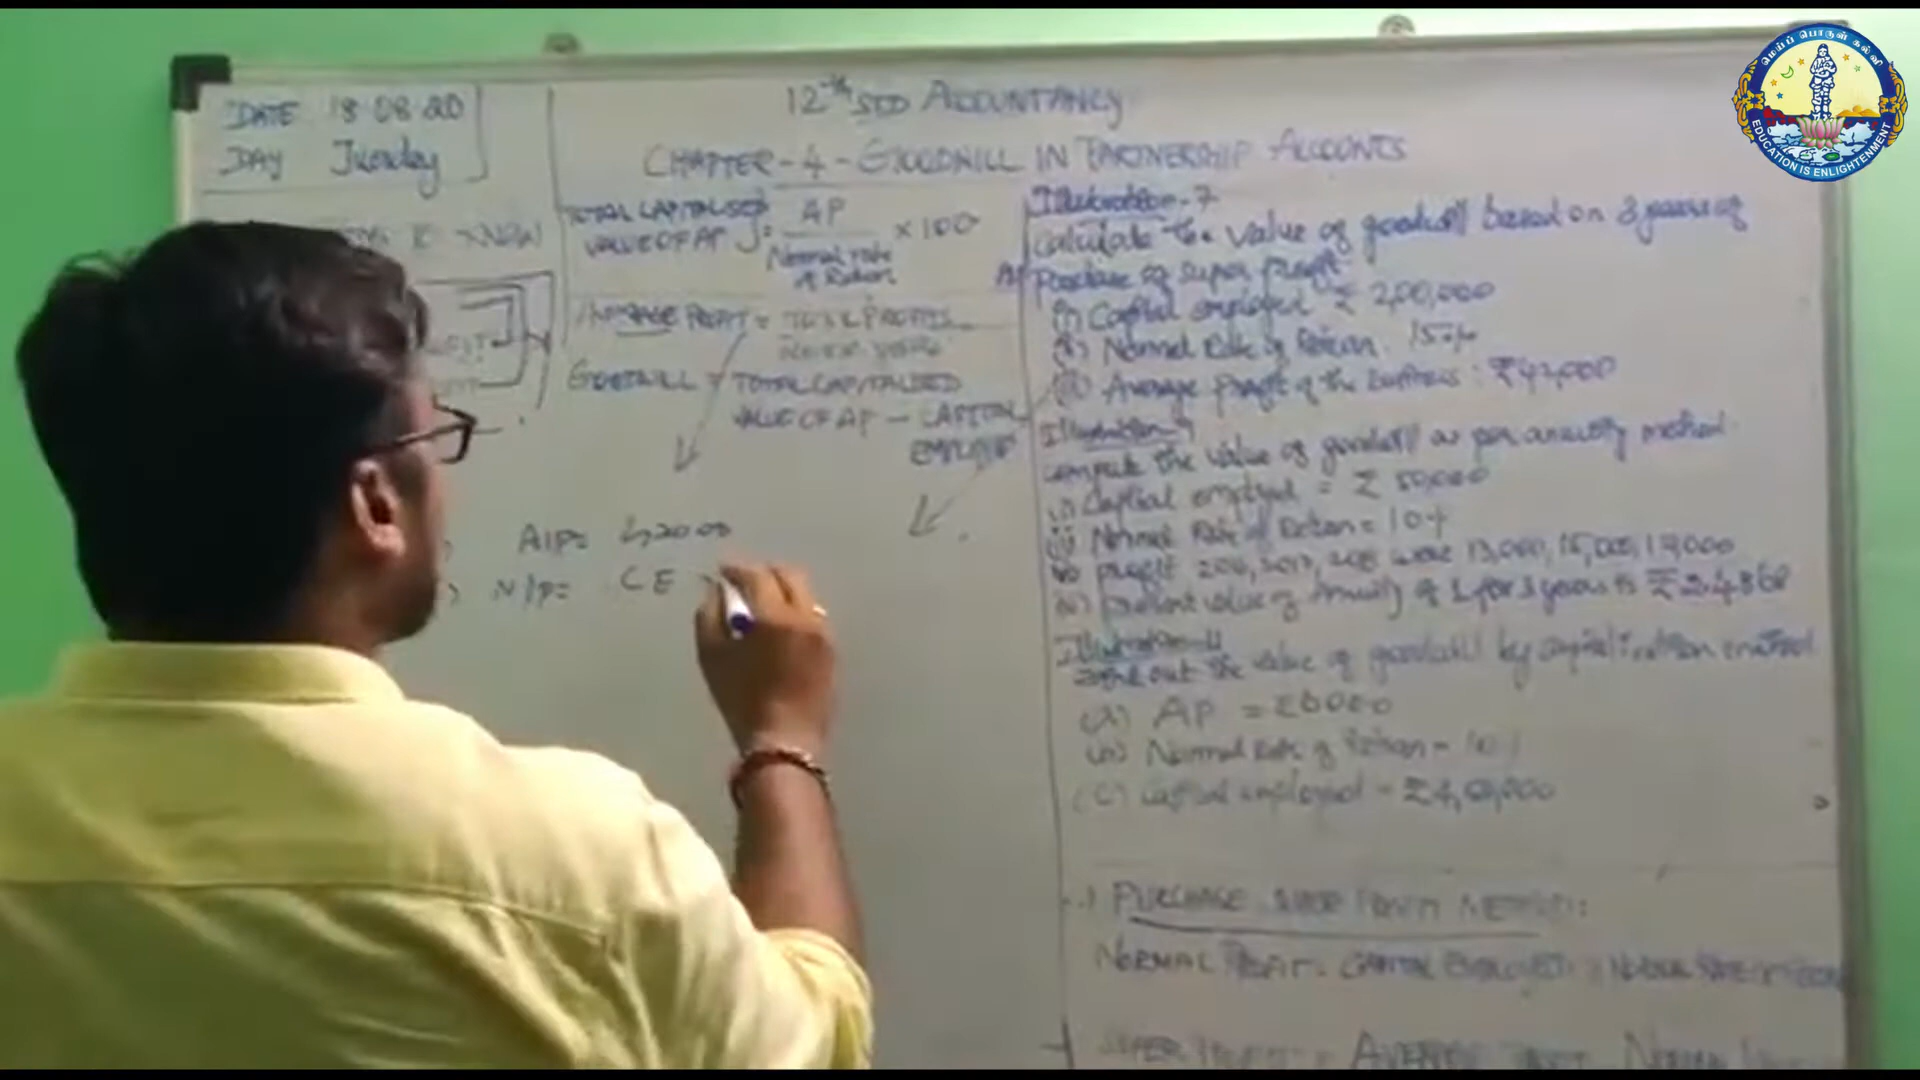 DATE 18 08 20
DAY Tuesday
12th STD ACCOUNTANCY
CHAPTER-4-GOODWILL IN PARTNERSHIP ACCOUNTS
TO KNOW
TOTAL CAPITALISED
VALUE OF AP } = AP / Normal rate of Return × 100
AVERAGE PROFIT = TOTAL PROFITS
GOODWILL = TOTAL CAPITALISED
VALUE OF AP - CAPITAL
EMPLOYED
A/P= 42000
N/P= CE
Illustration-7
Calculate the value of goodwill based on 3 years of
Purchase of super profit
(i) Capital employed ₹ 2,00,000
(ii) Normal Rate of Return 15%
(iii) Average profit of the business: ₹42,000
Illustration 9
Compute the value of goodwill as per annuity method
(i) Capital employed = ₹ 50,000
(ii) Normal Rate of Return = 10%
profit 2016, 2017, 2018 were 13,000, 15,000, 17,000
(iv) present value of Annuity of 1 for 3 years is ₹2.4868
Illustration 11
Find out the value of goodwill by capitalisation method
(a) AP =
(b) Normal Rate of Return - 10%
(c) Capital employed - ₹4,00,000
PURCHASE SUPER PROFIT METHOD:
NORMAL PROFIT = CAPITAL EMPLOYED × NORMAL RATE OF RETURN
SUPER PROFIT = AVERAGE PROFIT NORMAL
மெய்ப் பொருள் கல்வி
EDUCATION IS ENLIGHTENMENT